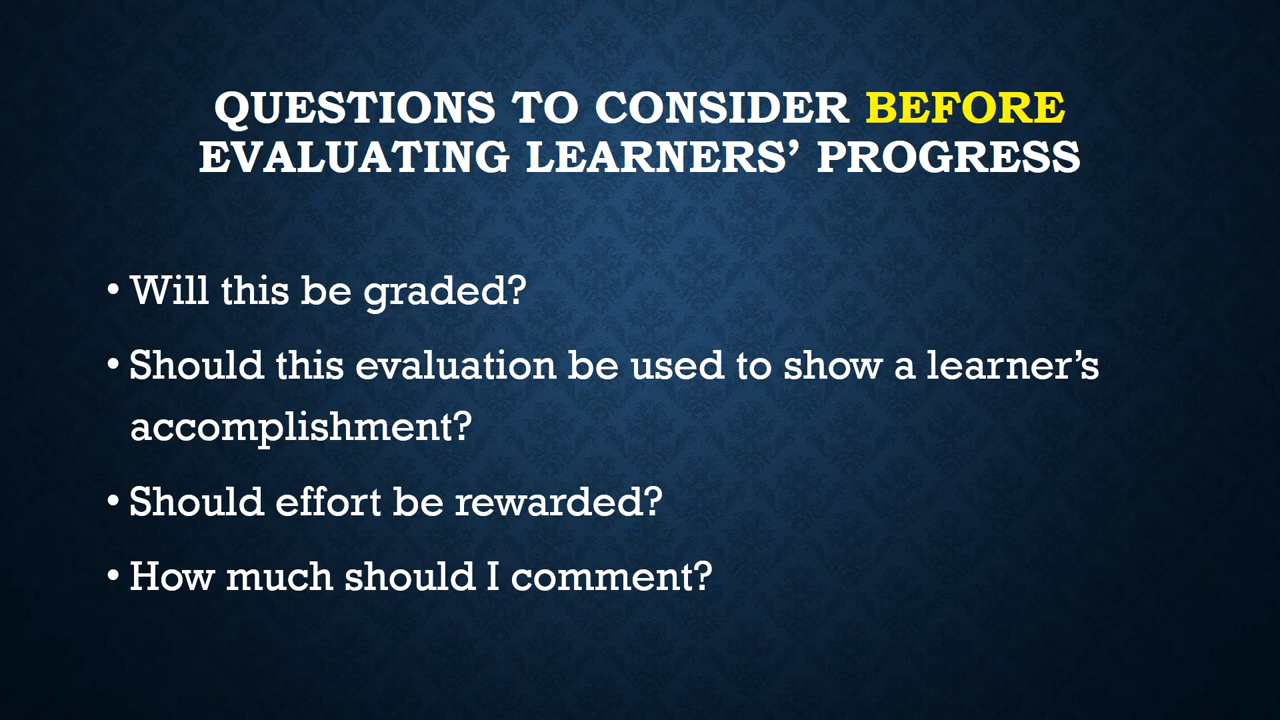 QUESTIONS TO CONSIDER BEFORE
EVALUATING LEARNERS’ PROGRESS
• Will this be graded?
• Should this evaluation be used to show a learner’s
accomplishment?
• Should effort be rewarded?
• How much should I comment?